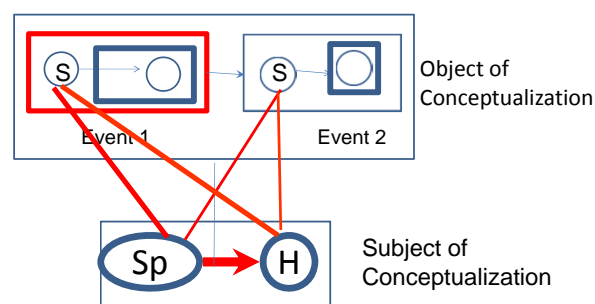 S
S
Object of
Conceptualization
Event 1
Event 2
Sp
H
Subject of
Conceptualization